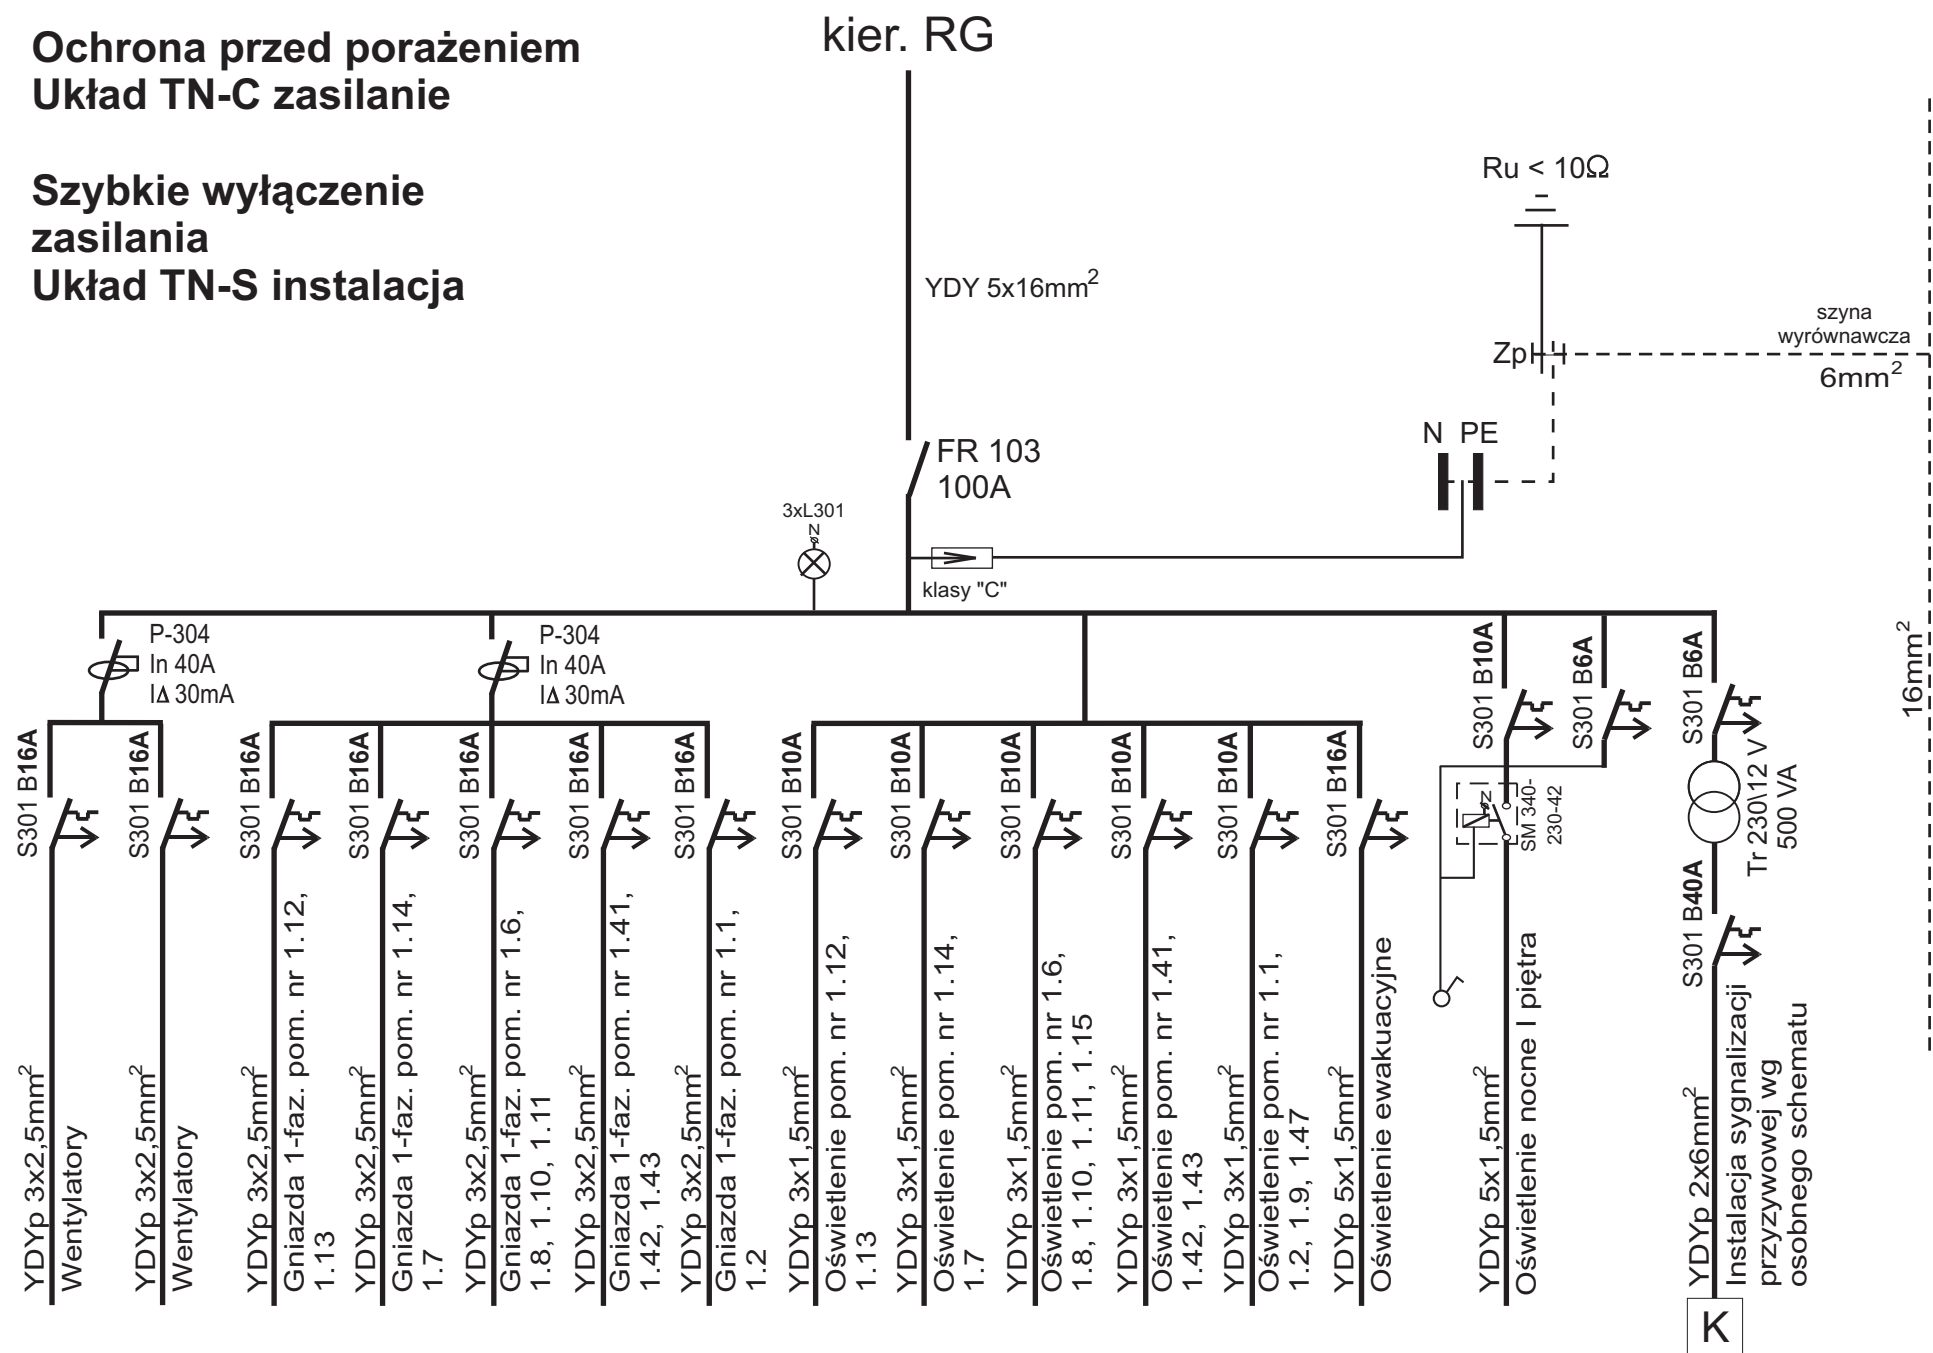 Ochrona przed porażeniem
Układ TN-C zasilanie
Szybkie wyłączenie
zasilania
Układ TN-S instalacja
kier. RG
YDY 5x16mm²
Ru < 10Ω
Zp
szyna
wyrównawcza
6mm²
16mm²
N PE
FR 103
100A
3xL301
N
klasy "C"
P-304
In 40A
IΔ 30mA
P-304
In 40A
IΔ 30mA
S301 B16A
YDYp 3x2,5mm²
Wentylatory
S301 B16A
YDYp 3x2,5mm²
Wentylatory
S301 B16A
YDYp 3x2,5mm²
Gniazda 1-faz. pom. nr 1.12,
1.13
S301 B16A
YDYp 3x2,5mm²
Gniazda 1-faz. pom. nr 1.14,
1.7
S301 B16A
YDYp 3x2,5mm²
Gniazda 1-faz. pom. nr 1.6,
1.8, 1.10, 1.11
S301 B16A
YDYp 3x2,5mm²
Gniazda 1-faz. pom. nr 1.41,
1.42, 1.43
S301 B16A
YDYp 3x2,5mm²
Gniazda 1-faz. pom. nr 1.1,
1.2
S301 B10A
YDYp 3x1,5mm²
Oświetlenie pom. nr 1.12,
1.13
S301 B10A
YDYp 3x1,5mm²
Oświetlenie pom. nr 1.14,
1.7
S301 B10A
YDYp 3x1,5mm²
Oświetlenie pom. nr 1.6,
1.8, 1.10, 1.11, 1.15
S301 B10A
YDYp 3x1,5mm²
Oświetlenie pom. nr 1.41,
1.42, 1.43
S301 B10A
YDYp 3x1,5mm²
Oświetlenie pom. nr 1.1,
1.2, 1.9, 1.47
S301 B16A
YDYp 5x1,5mm²
Oświetlenie ewakuacyjne
S301 B10A
N
SM 340-
230-42
YDYp 5x1,5mm²
Oświetlenie nocne I piętra
S301 B6A
S301 B6A
Tr 230\12 V
500 VA
S301 B40A
YDYp 2x6mm²
Instalacja sygnalizacji
przyzywowej wg
osobnego schematu
K